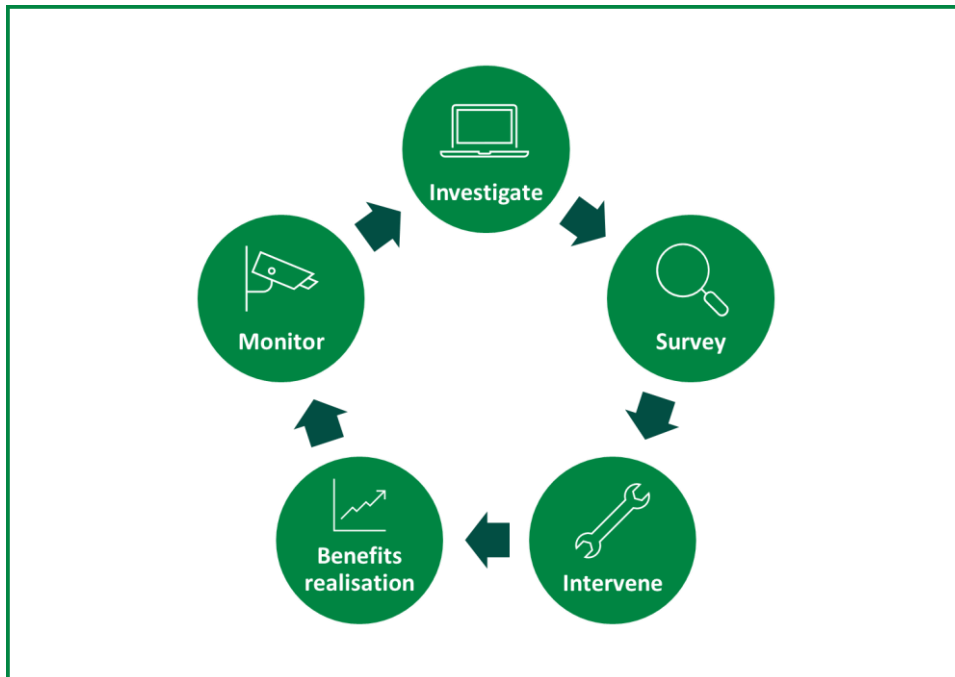 Investigate
Survey
Intervene
Benefits
realisation
Monitor